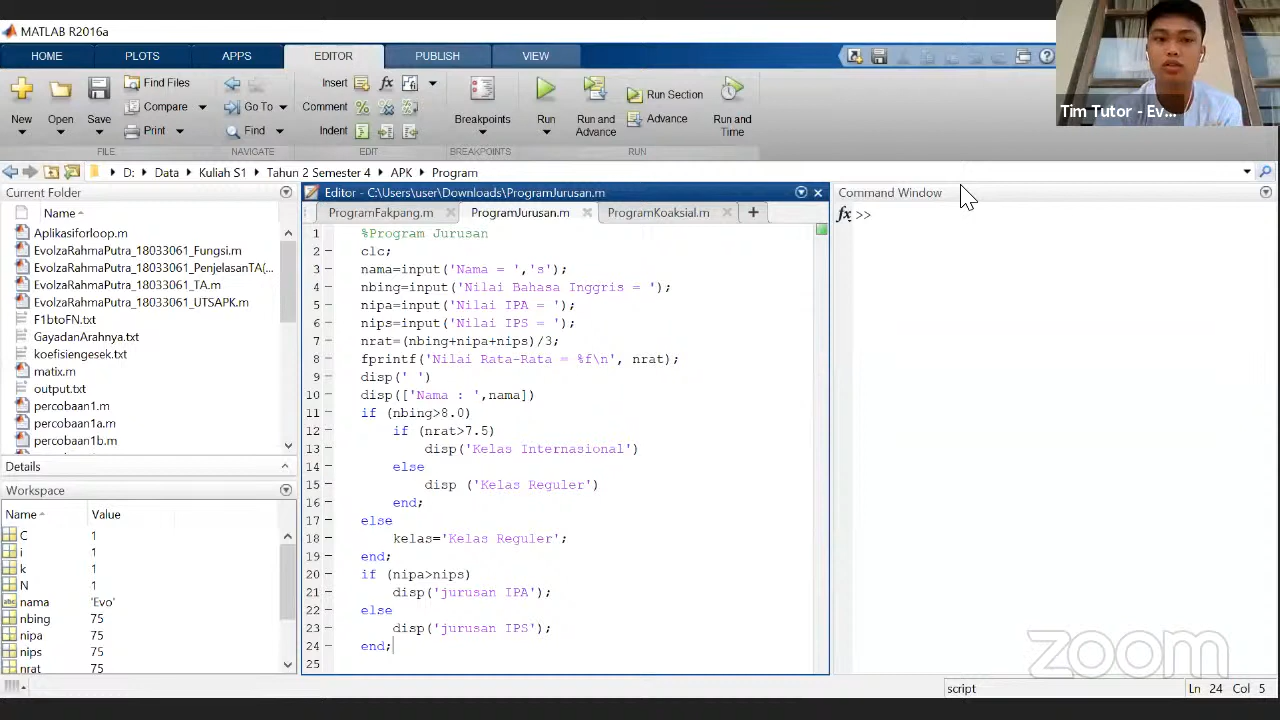 MATLAB R2016a
HOME
PLOTS
APPS
EDITOR
PUBLISH
VIEW
New
Open
Save
Find Files
Compare
Print
FILE
Go To
Find
NAVIGATE
Insert
fx
Comment
Indent
EDIT
Breakpoints
BREAKPOINTS
Run
Run and Advance
Run Section
Advance
Run and Time
RUN
Tim Tutor - Ev...
D: Data Kuliah S1 Tahun 2 Semester 4 APK Program
Current Folder
Name
Aplikasiforloop.m
EvolzaRahmaPutra_18033061_Fungsi.m
EvolzaRahmaPutra_18033061_PenjelasanTA(...
EvolzaRahmaPutra_18033061_TA.m
EvolzaRahmaPutra_18033061_UTSAPK.m
F1btoFN.txt
GayadanArahnya.txt
koefisiengesek.txt
matix.m
output.txt
percobaan1.m
percobaan1a.m
percobaan1b.m
Details
Workspace
Name Value
C 1
i 1
k 1
N 1
nama 'Evo'
nbing 75
nipa 75
nips 75
nrat 75
Editor - C:\Users\user\Downloads\ProgramJurusan.m
ProgramFakpang.m
ProgramJurusan.m
ProgramKoaksial.m
1 %Program Jurusan
2 clc;
3 nama=input('Nama = ','s');
4 nbing=input('Nilai Bahasa Inggris = ');
5 nipa=input('Nilai IPA = ');
6 nips=input('Nilai IPS = ');
7 nrat=(nbing+nipa+nips)/3;
8 fprintf('Nilai Rata-Rata = %f\n', nrat);
9 disp(' ')
10 disp(['Nama : ',nama])
11 if (nbing>8.0)
12 if (nrat>7.5)
13 disp('Kelas Internasional')
14 else
15 disp ('Kelas Reguler')
16 end;
17 else
18 kelas='Kelas Reguler';
19 end;
20 if (nipa>nips)
21 disp('jurusan IPA');
22 else
23 disp('jurusan IPS');
24 end;
25
Command Window
fx >>
zoom
script
Ln 24 Col 5